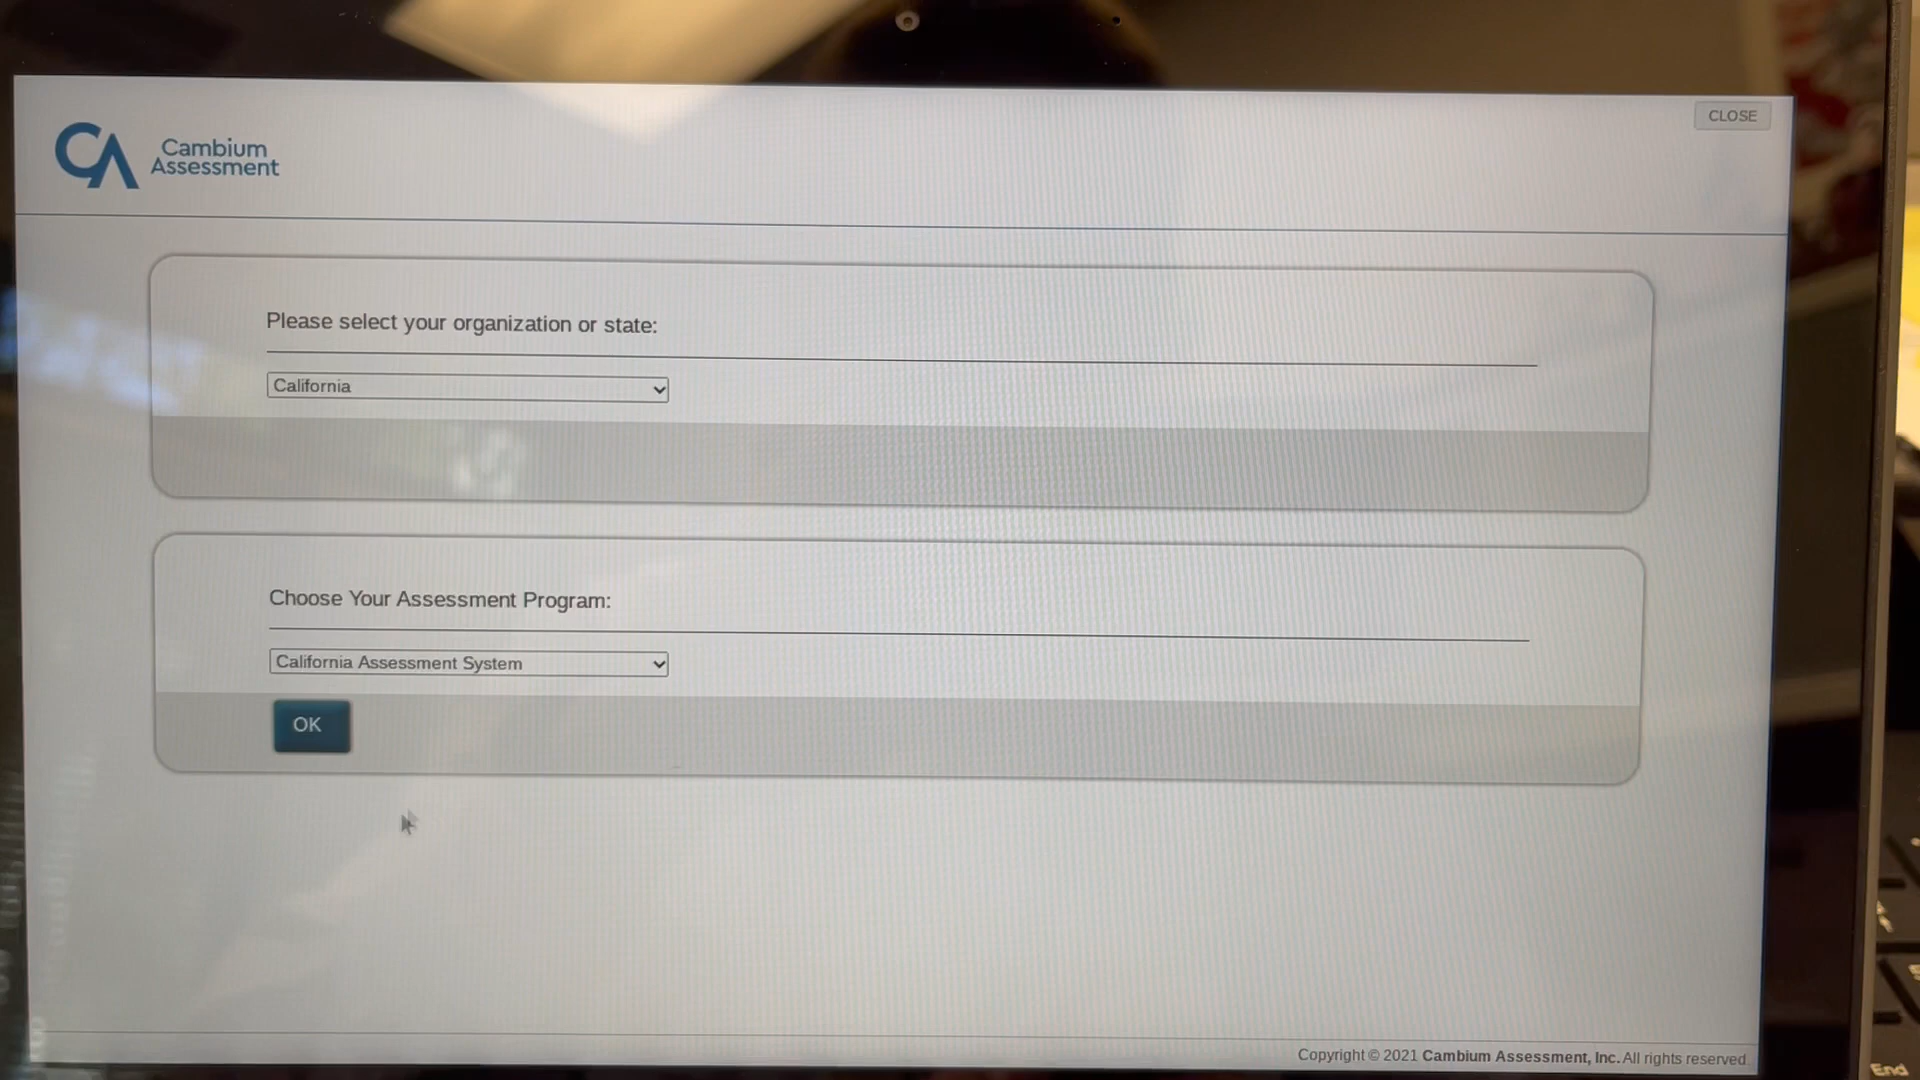 CLOSE
CA
Cambium
Assessment
Please select your organization or state:
California
Choose Your Assessment Program:
California Assessment System
OK
Copyright © 2021 Cambium Assessment, Inc. All rights reserved.
End